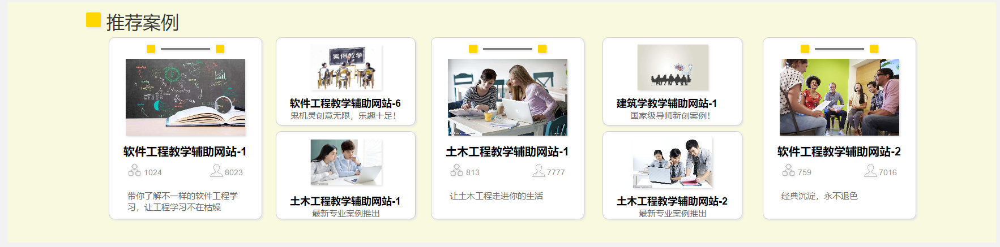 推荐案例
软件工程教学辅助网站-1
1024
8023
带你了解不一样的软件工程学
习，让工程学习不在枯燥
案例教学
软件工程教学辅助网站-6
鬼机灵创意无限，乐趣十足！
土木工程教学辅助网站-1
最新专业案例推出
土木工程教学辅助网站-1
813
7777
让土木工程走进你的生活
建筑学教学辅助网站-1
国家级导师新创案例！
土木工程教学辅助网站-2
最新专业案例推出
软件工程教学辅助网站-2
759
7016
经典沉淀，永不退色